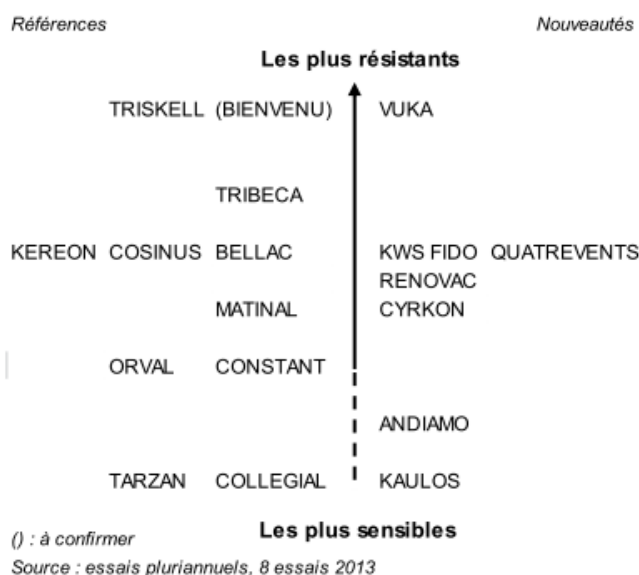 Références Nouveautés
Les plus résistants
TRISKELL (BIENVENU) VUKA
TRIBECA
KEREON COSINUS BELLAC KWS FIDO QUATREVENTS
RENOVAC
MATINAL CYRKON
ORVAL CONSTANT
ANDIAMO
TARZAN COLLEGIAL KAULOS
() : à confirmer Les plus sensibles
Source : essais pluriannuels, 8 essais 2013